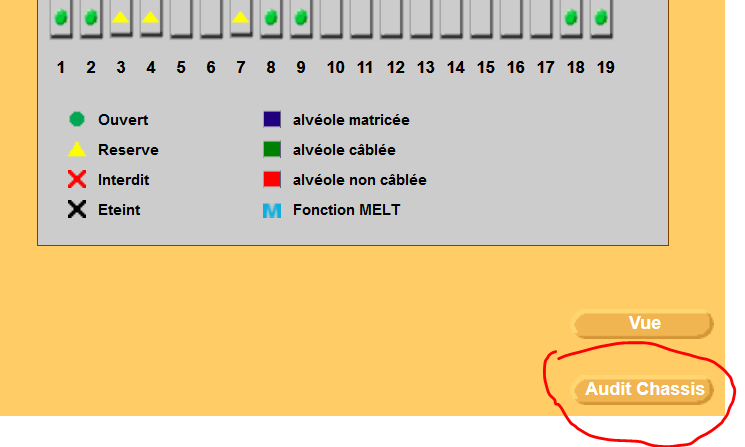 1 2 3 4 5 6 7 8 9 10 11 12 13 14 15 16 17 18 19
Ouvert alvéole matricée
Reserve alvéole câblée
Interdit alvéole non câblée
Eteint M Fonction MELT
Vue
Audit Chassis